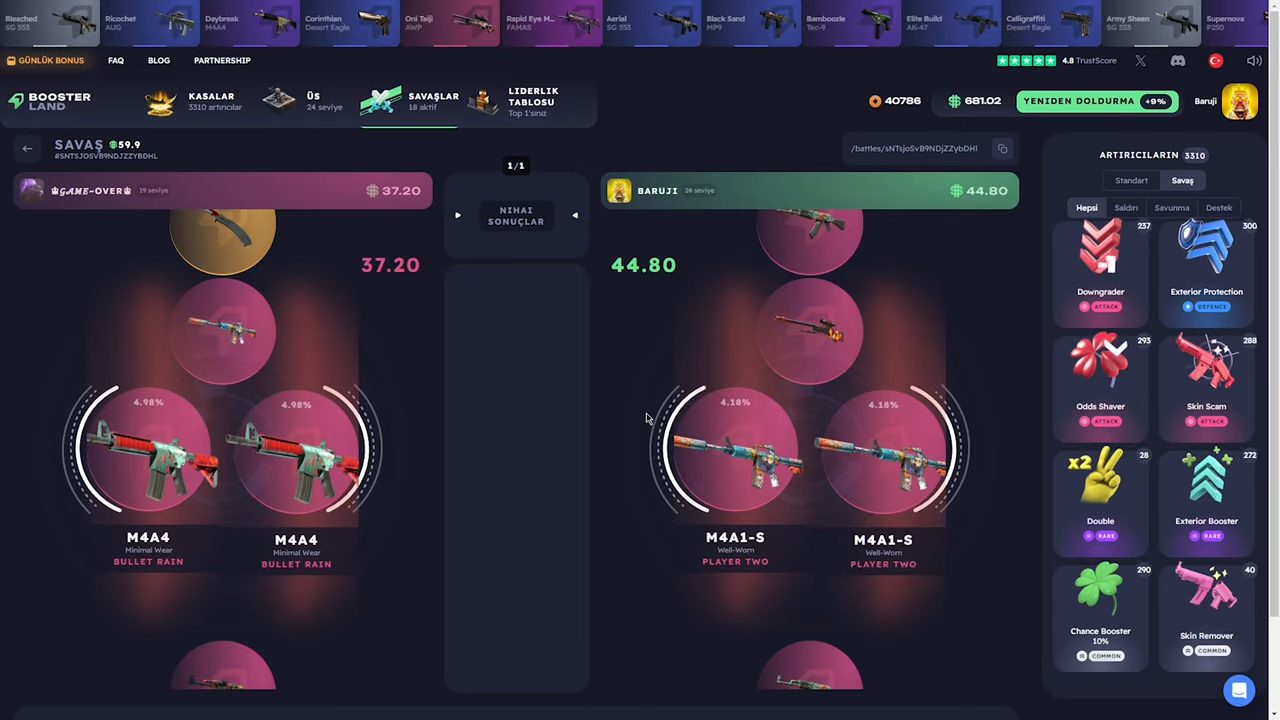 Bleached
SG 553
Ricochet
AUG
Daybreak
M4A4
Corinthian
Desert Eagle
Oni Taiji
AWP
Rapid Eye M...
FAMAS
Aerial
SG 553
Black Sand
MP9
Bamboozle
Tec-9
Elite Build
AK-47
Calligraffiti
Desert Eagle
Army Sheen
SG 553
Supernova
P250
GÜNLÜK BONUS
FAQ
BLOG
PARTNERSHIP
4.8 TrustScore
BOOSTER
LAND
KASALAR
3310 artırıcılar
ÜS
24 seviye
SAVAŞLAR
18 aktif
LIDERLIK
TABLOSU
Top 1'sınız
40786
681.02
YENIDEN DOLDURMA +9%
Baruji
SAVAŞ 59.9
#SNTSJOSVB9NDJZZYBDHL
1/1
/battles/sNTsjoSvB9NDjZZybDHl
♚𝓖𝓐𝓜𝓔-OVER♚ 19 seviye
37.20
NIHAI
SONUÇLAR
BARUJI 24 seviye
44.80
37.20
44.80
4.98%
4.98%
4.18%
4.18%
M4A4
Minimal Wear
BULLET RAIN
M4A4
Minimal Wear
BULLET RAIN
M4A1-S
Well-Worn
PLAYER TWO
M4A1-S
Well-Worn
PLAYER TWO
ARTIRICILARIN 3310
Standart
Savaş
Hepsi
Saldırı
Savunma
Destek
237
Downgrader
ATTACK
300
Exterior Protection
DEFENCE
293
Odds Shaver
ATTACK
288
Skin Scam
ATTACK
28
x2
Double
RARE
272
Exterior Booster
RARE
290
Chance Booster
10%
COMMON
40
Skin Remover
COMMON